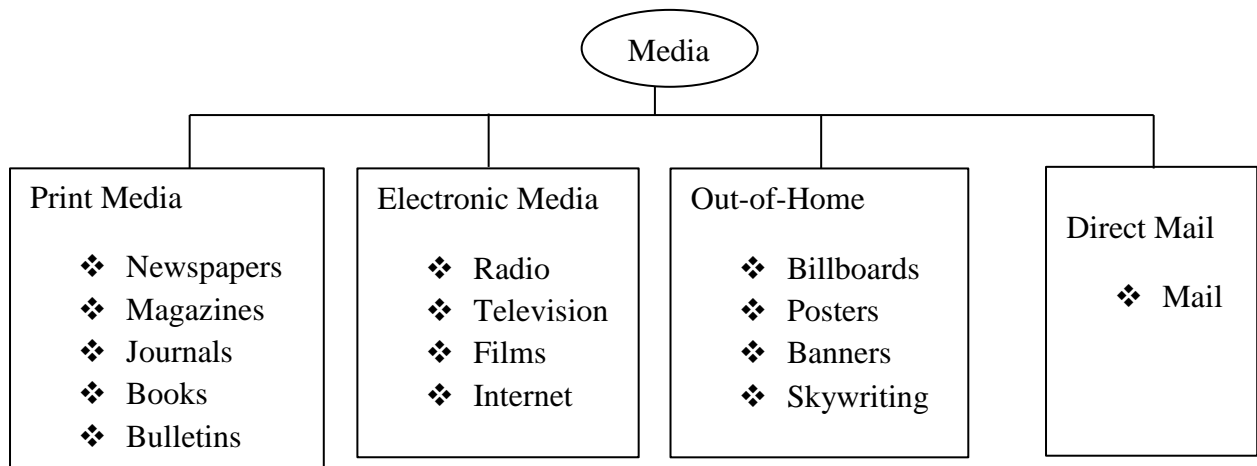 Media
Print Media
❖ Newspapers
❖ Magazines
❖ Journals
❖ Books
❖ Bulletins
Electronic Media
❖ Radio
❖ Television
❖ Films
❖ Internet
Out-of-Home
❖ Billboards
❖ Posters
❖ Banners
❖ Skywriting
Direct Mail
❖ Mail